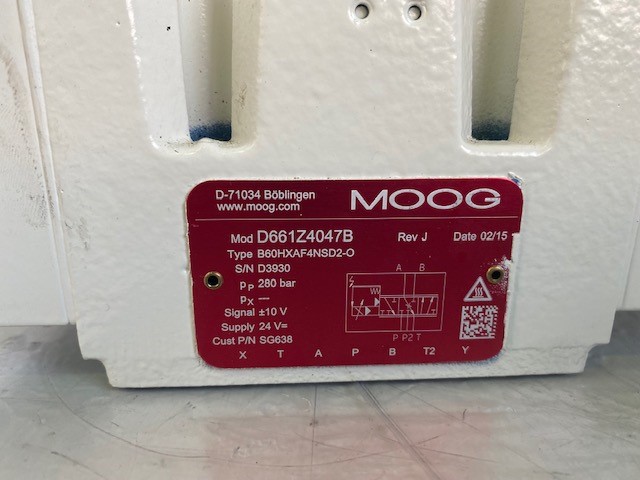 D-71034 Böblingen
www.moog.com
MOOG
Mod D661Z4047B Rev J Date 02/15
Type B60HXAF4NSD2-O
S/N D3930
pP 280 bar
pX ---
Signal ±10 V
Supply 24 V=
Cust P/N SG638
A B
P P2 T
X T A P B T2 Y